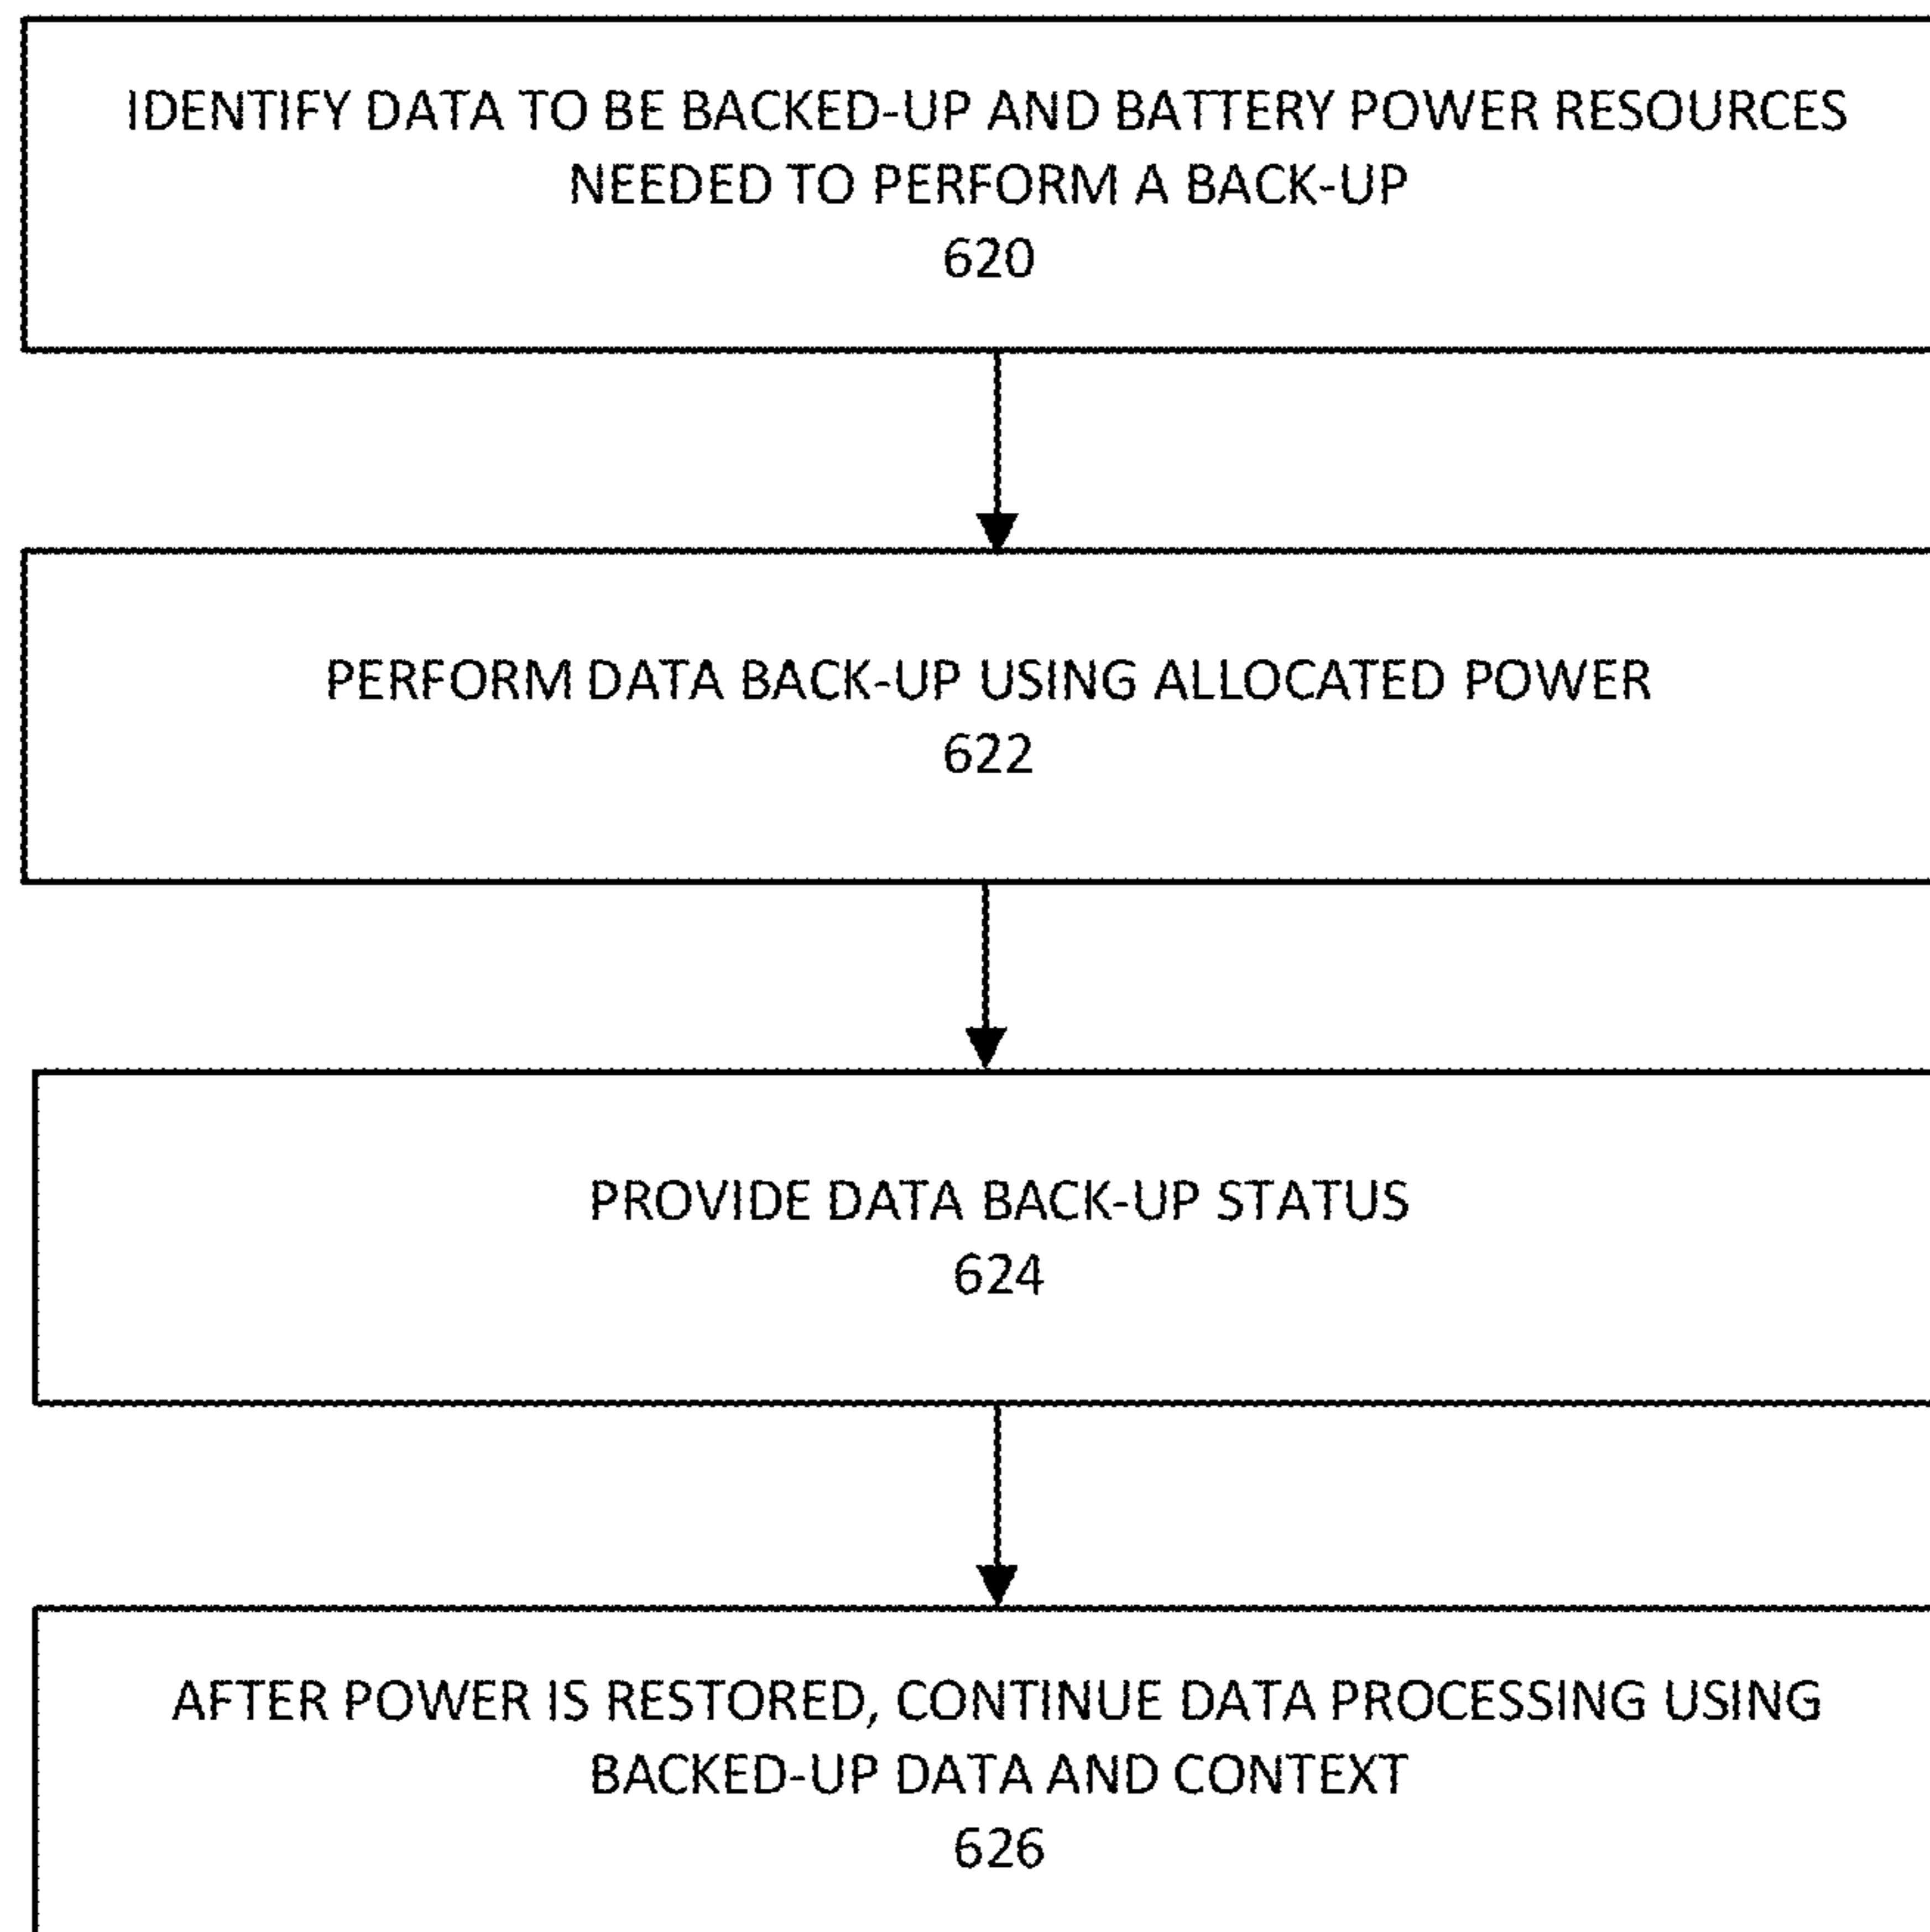 IDENTIFY DATA TO BE BACKED-UP AND BATTERY POWER RESOURCES
NEEDED TO PERFORM A BACK-UP
620
PERFORM DATA BACK-UP USING ALLOCATED POWER
622
PROVIDE DATA BACK-UP STATUS
624
AFTER POWER IS RESTORED, CONTINUE DATA PROCESSING USING
BACKED-UP DATA AND CONTEXT
626